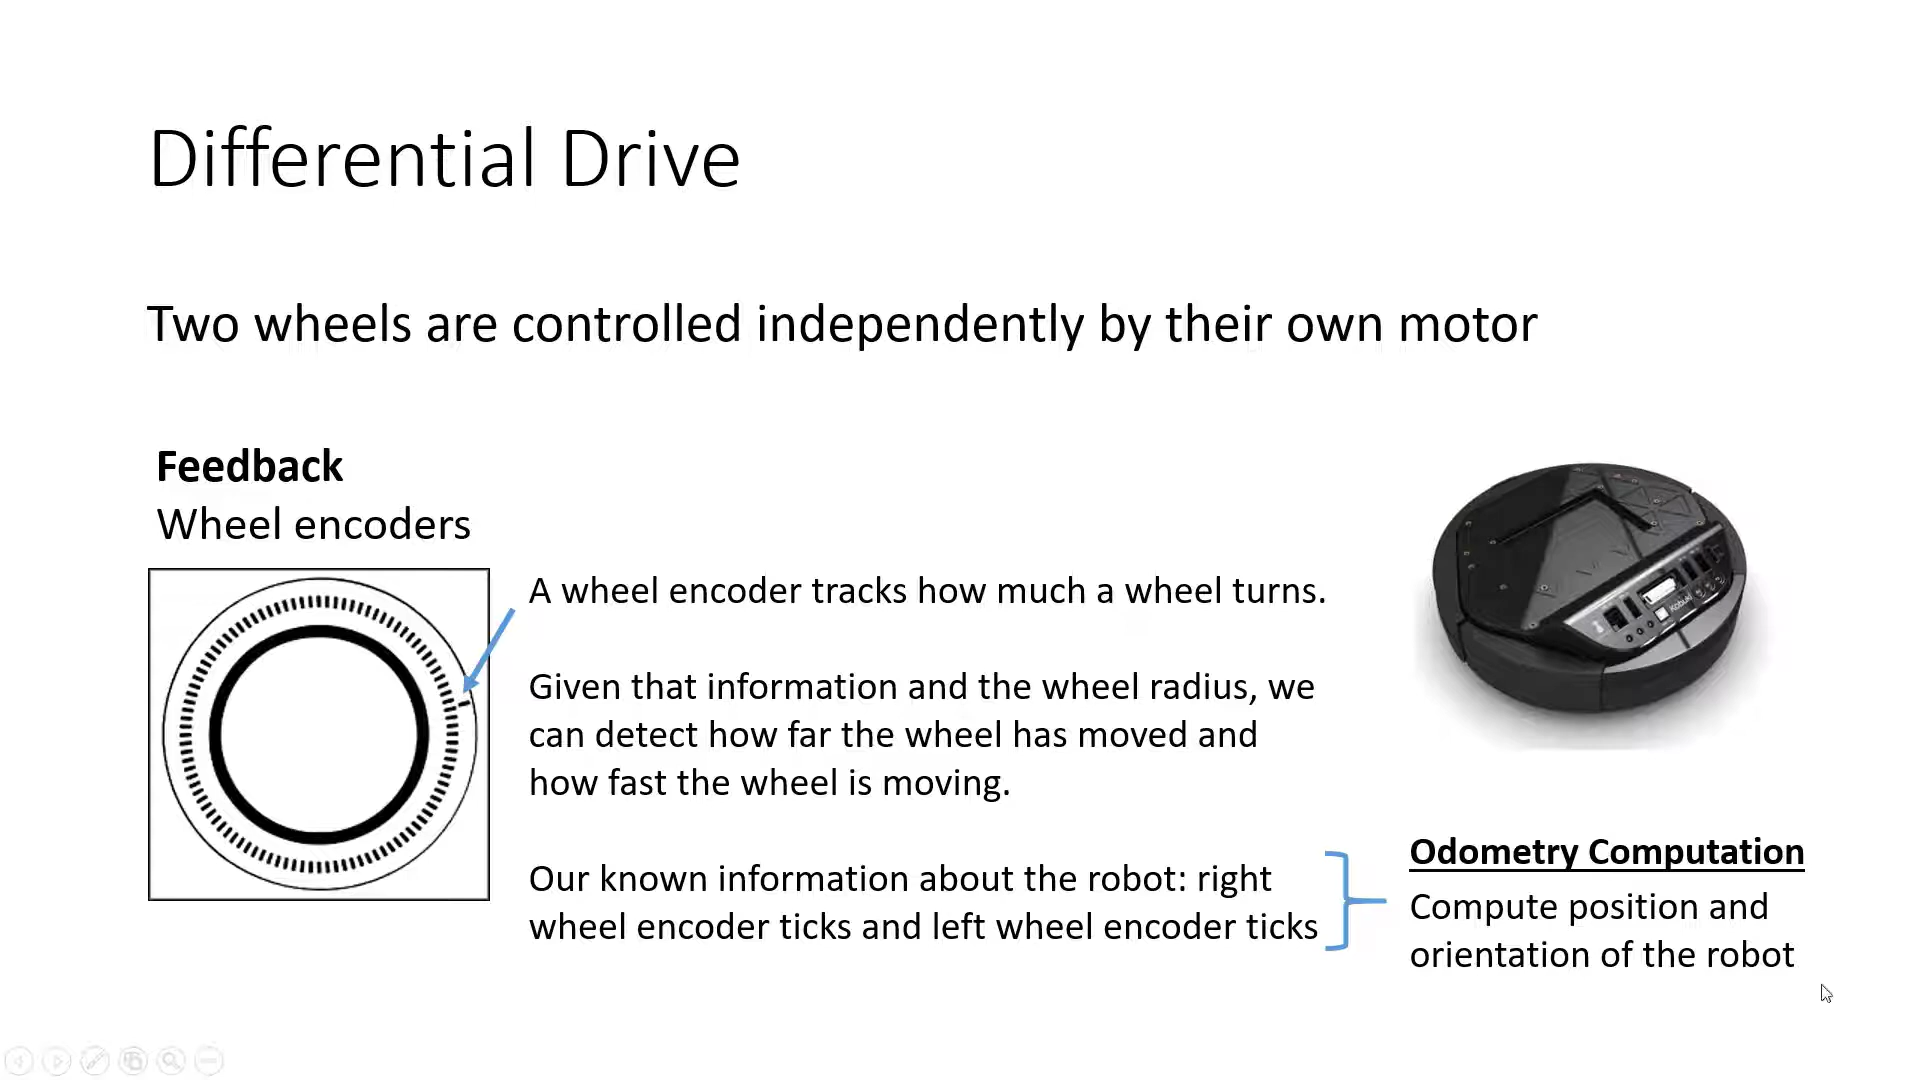 Differential Drive
Two wheels are controlled independently by their own motor
Feedback
Wheel encoders
A wheel encoder tracks how much a wheel turns.
Given that information and the wheel radius, we
can detect how far the wheel has moved and
how fast the wheel is moving.
Our known information about the robot: right
wheel encoder ticks and left wheel encoder ticks
Kobuki
Odometry Computation
Compute position and
orientation of the robot